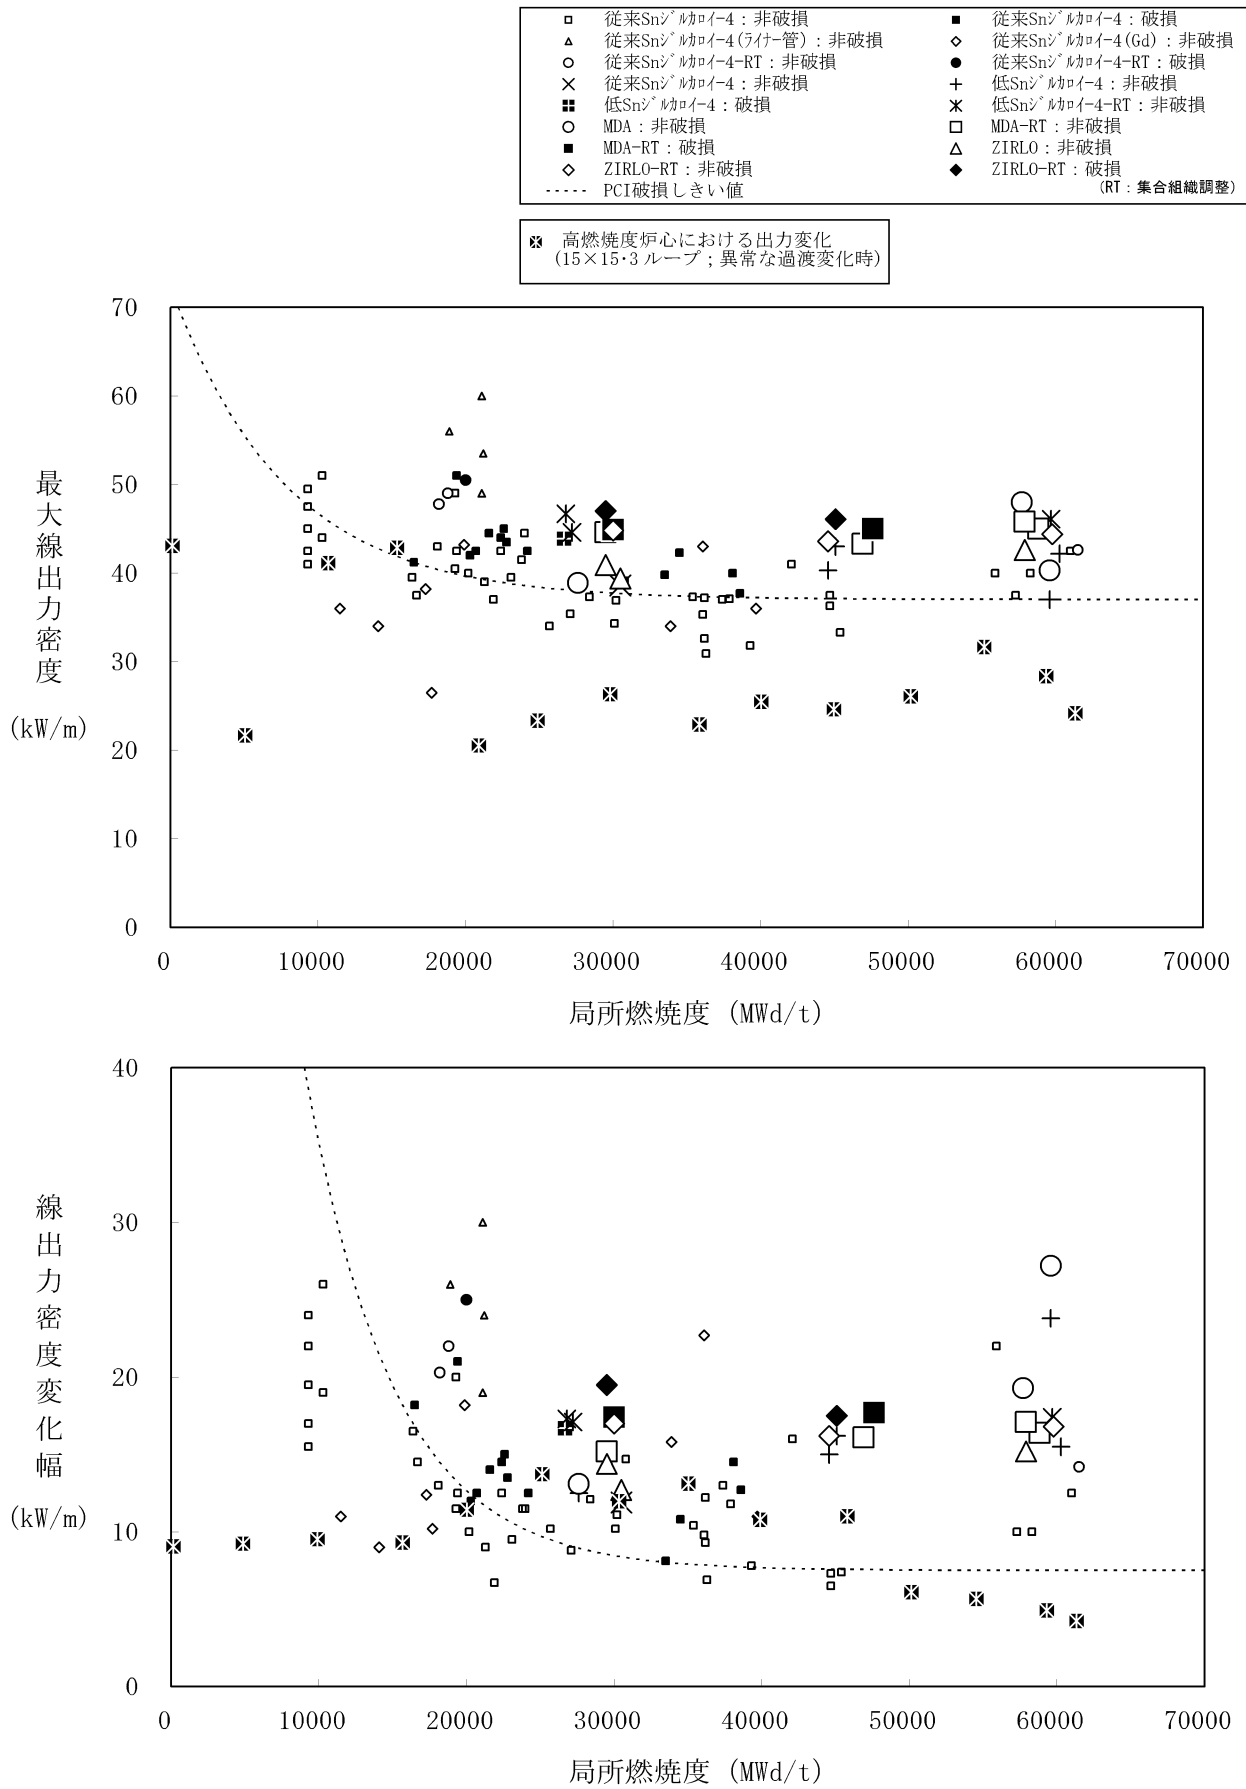 従来Snｼﾞﾙｶﾛｲ-4：非破損
従来Snｼﾞﾙｶﾛｲ-4：破損
従来Snｼﾞﾙｶﾛｲ-4(ﾗｲﾅｰ管)：非破損
従来Snｼﾞﾙｶﾛｲ-4(Gd)：非破損
従来Snｼﾞﾙｶﾛｲ-4-RT：非破損
従来Snｼﾞﾙｶﾛｲ-4-RT：破損
従来Snｼﾞﾙｶﾛｲ-4：非破損
低Snｼﾞﾙｶﾛｲ-4：非破損
低Snｼﾞﾙｶﾛｲ-4：破損
低Snｼﾞﾙｶﾛｲ-4-RT：非破損
MDA：非破損
MDA-RT：非破損
MDA-RT：破損
ZIRLO：非破損
ZIRLO-RT：非破損
ZIRLO-RT：破損
PCI破損しきい値
(RT：集合組織調整)
高燃焼度炉心における出力変化
(15×15･3 ループ；異常な過渡変化時)
70
60
50
40
30
20
10
0
最大線出力密度
(kW/m)
0 10000 20000 30000 40000 50000 60000 70000
局所燃焼度 (MWd/t)
40
30
20
10
0
線出力密度変化幅
(kW/m)
0 10000 20000 30000 40000 50000 60000 70000
局所燃焼度 (MWd/t)